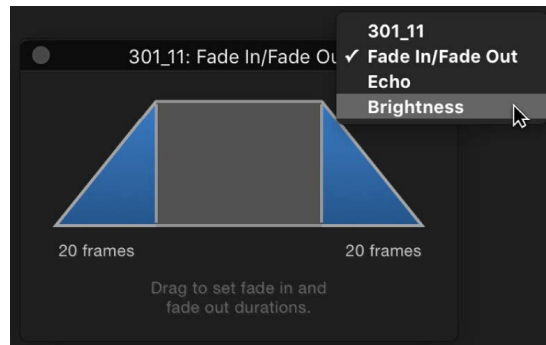 301_11: Fade In/Fade Ou
301_11
✓ Fade In/Fade Out
Echo
Brightness
20 frames
20 frames
Drag to set fade in and
fade out durations.